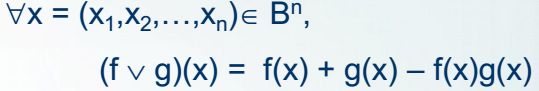 ∀x = (x₁,x₂,…,xₙ)∈ Bⁿ,
(f ∨ g)(x) = f(x) + g(x) – f(x)g(x)